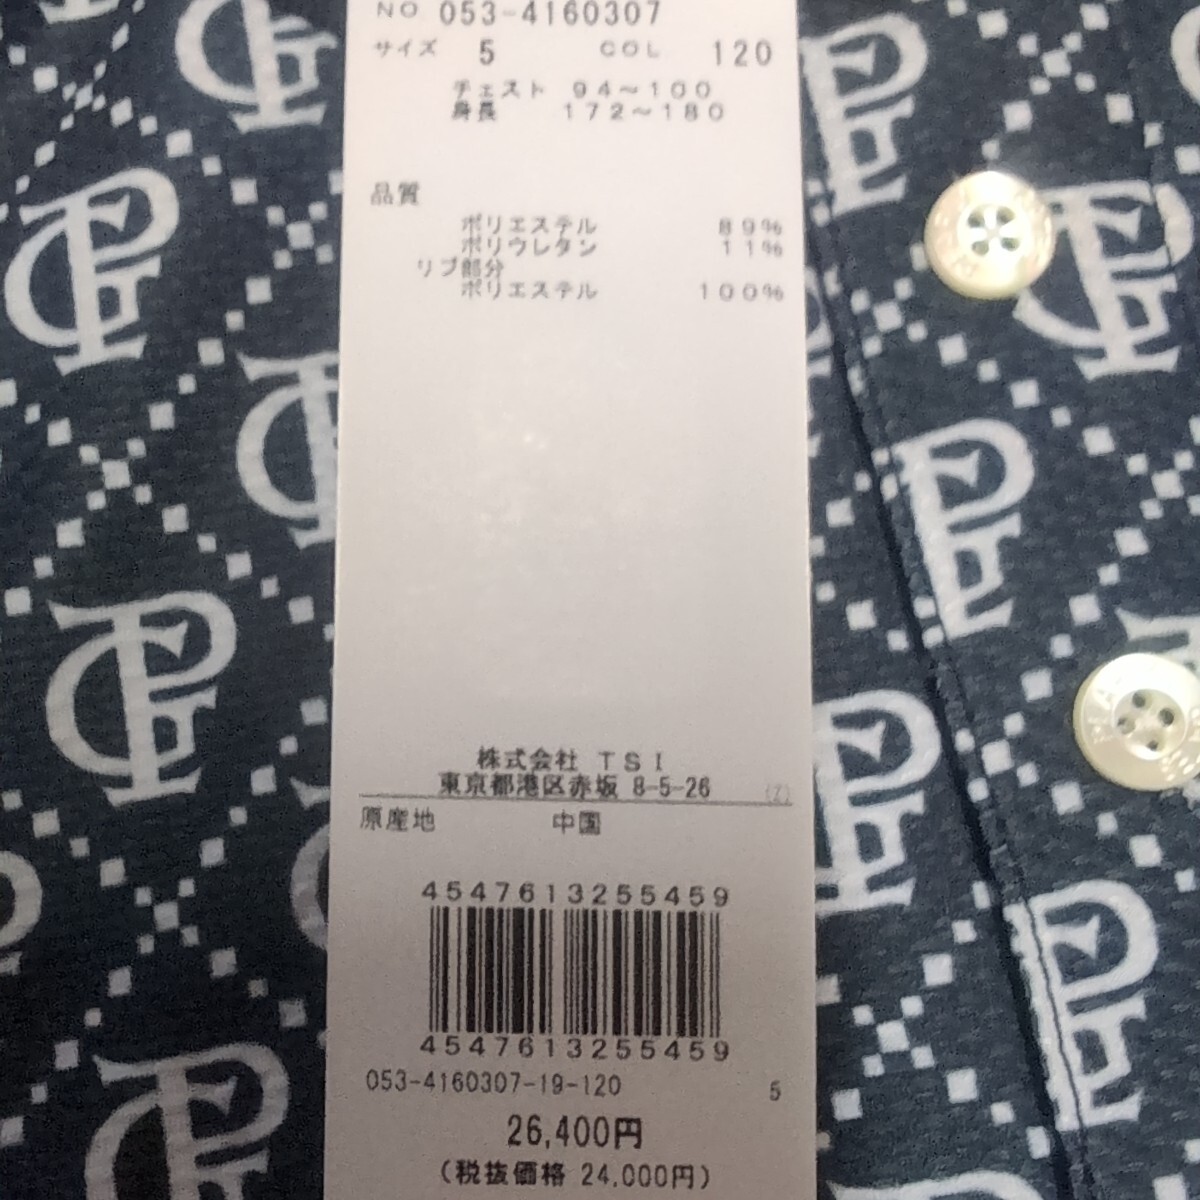 NO 053-4160307
サイズ 5 COL 120
チェスト 94～100
身長 172～180
品質
ポリエステル 89%
ポリウレタン 11%
リブ部分
ポリエステル 100%
株式会社 TSI
東京都港区赤坂 8-5-26 (Z)
原産地 中国
4547613255459
4547613255459
053-4160307-19-120 5
26,400円
(税抜価格 24,000円)